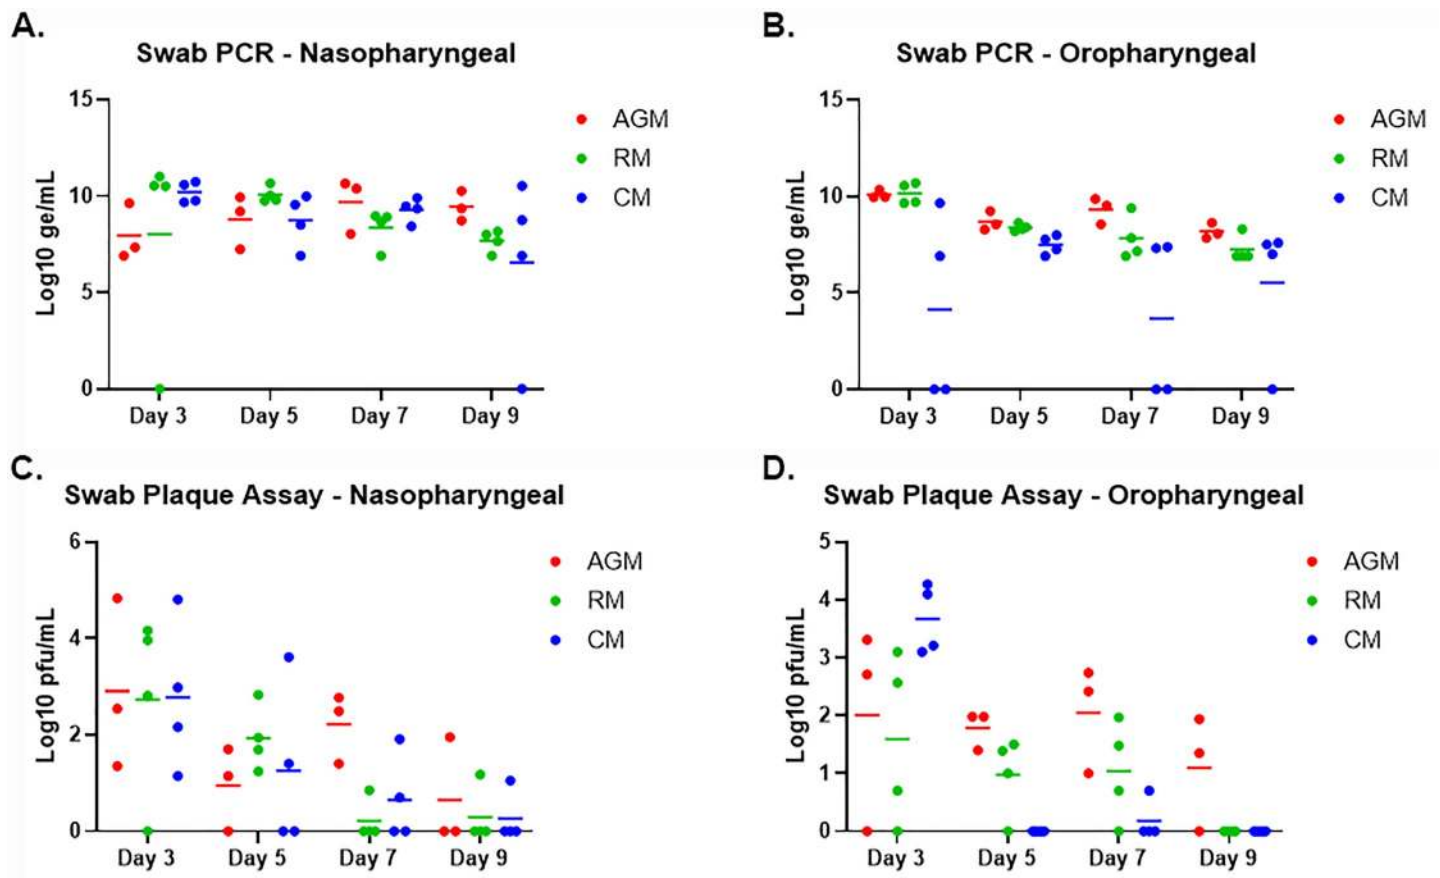 A.
Swab PCR - Nasopharyngeal
15
10
5
0
Log10 ge/mL
Day 3 Day 5 Day 7 Day 9
AGM
RM
CM
B.
Swab PCR - Oropharyngeal
15
10
5
0
Log10 ge/mL
Day 3 Day 5 Day 7 Day 9
AGM
RM
CM
C.
Swab Plaque Assay - Nasopharyngeal
6
4
2
0
Log10 pfu/mL
Day 3 Day 5 Day 7 Day 9
AGM
RM
CM
D.
Swab Plaque Assay - Oropharyngeal
5
4
3
2
1
0
Log10 pfu/mL
Day 3 Day 5 Day 7 Day 9
AGM
RM
CM